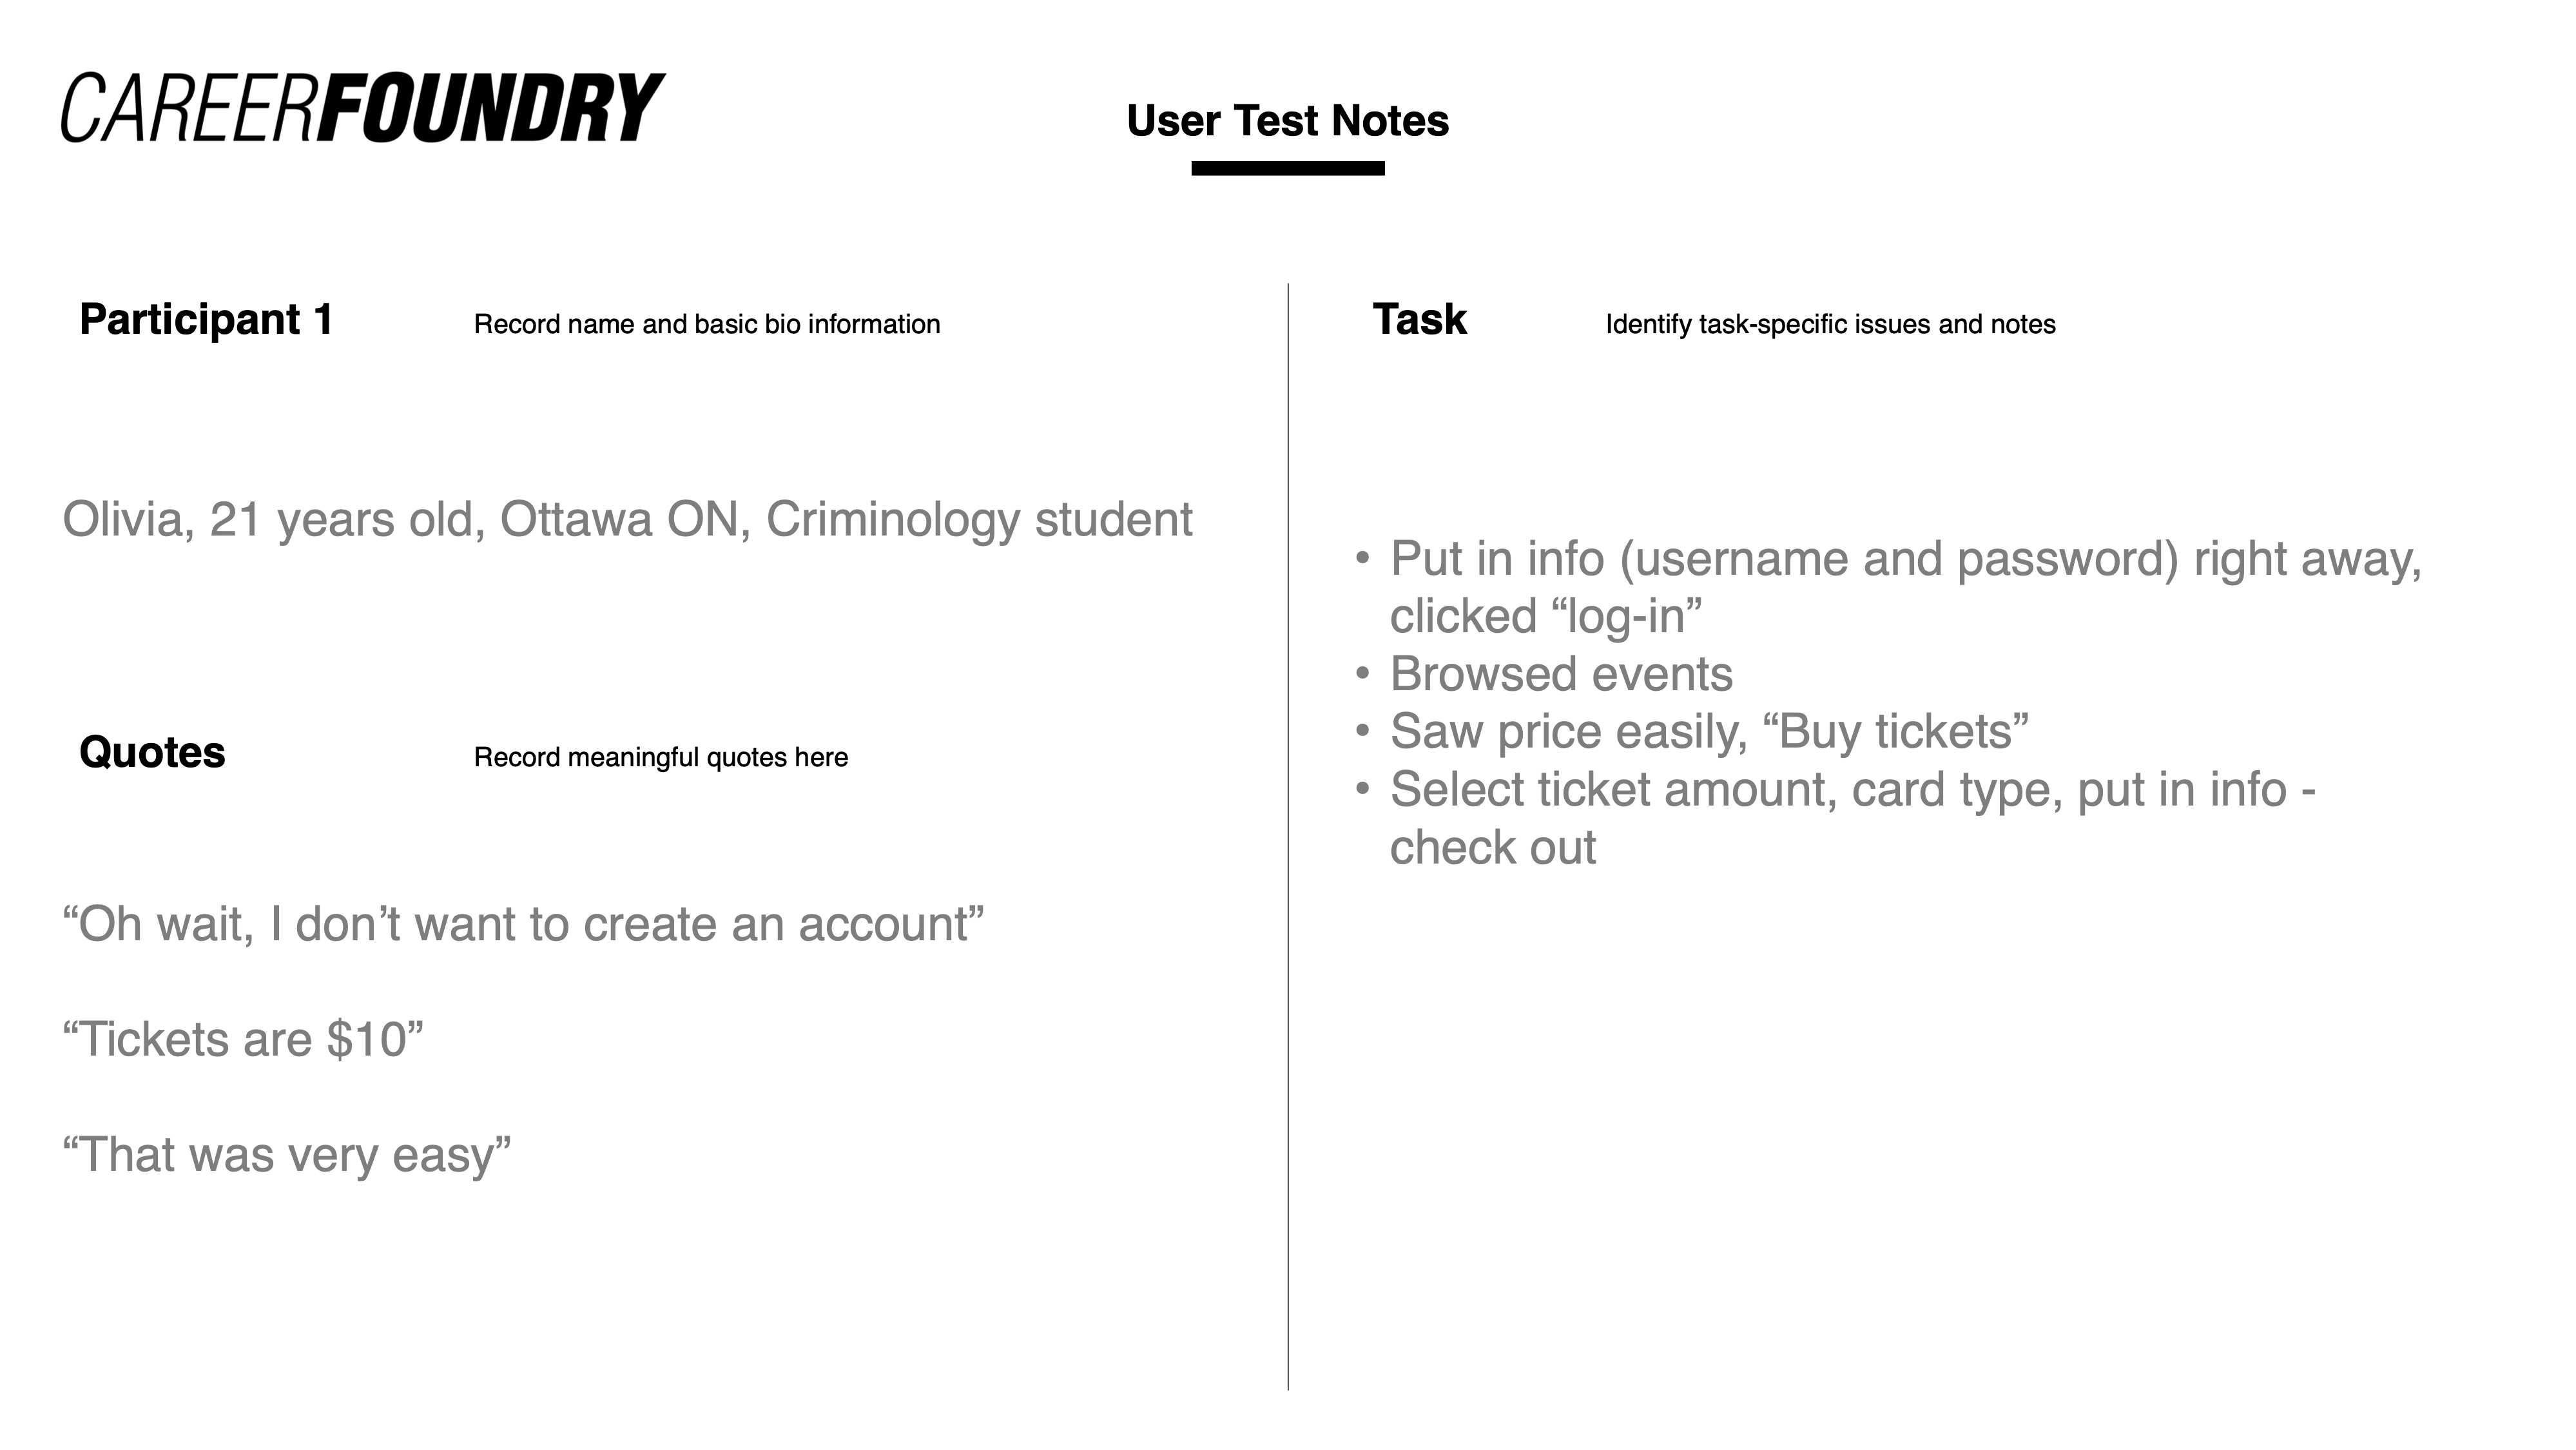 CAREERFOUNDRY
User Test Notes
Participant 1
Record name and basic bio information
Olivia, 21 years old, Ottawa ON, Criminology student
Quotes
Record meaningful quotes here
“Oh wait, I don’t want to create an account”
“Tickets are $10”
“That was very easy”
Task
Identify task-specific issues and notes
• Put in info (username and password) right away,
clicked “log-in”
• Browsed events
• Saw price easily, “Buy tickets”
• Select ticket amount, card type, put in info -
check out